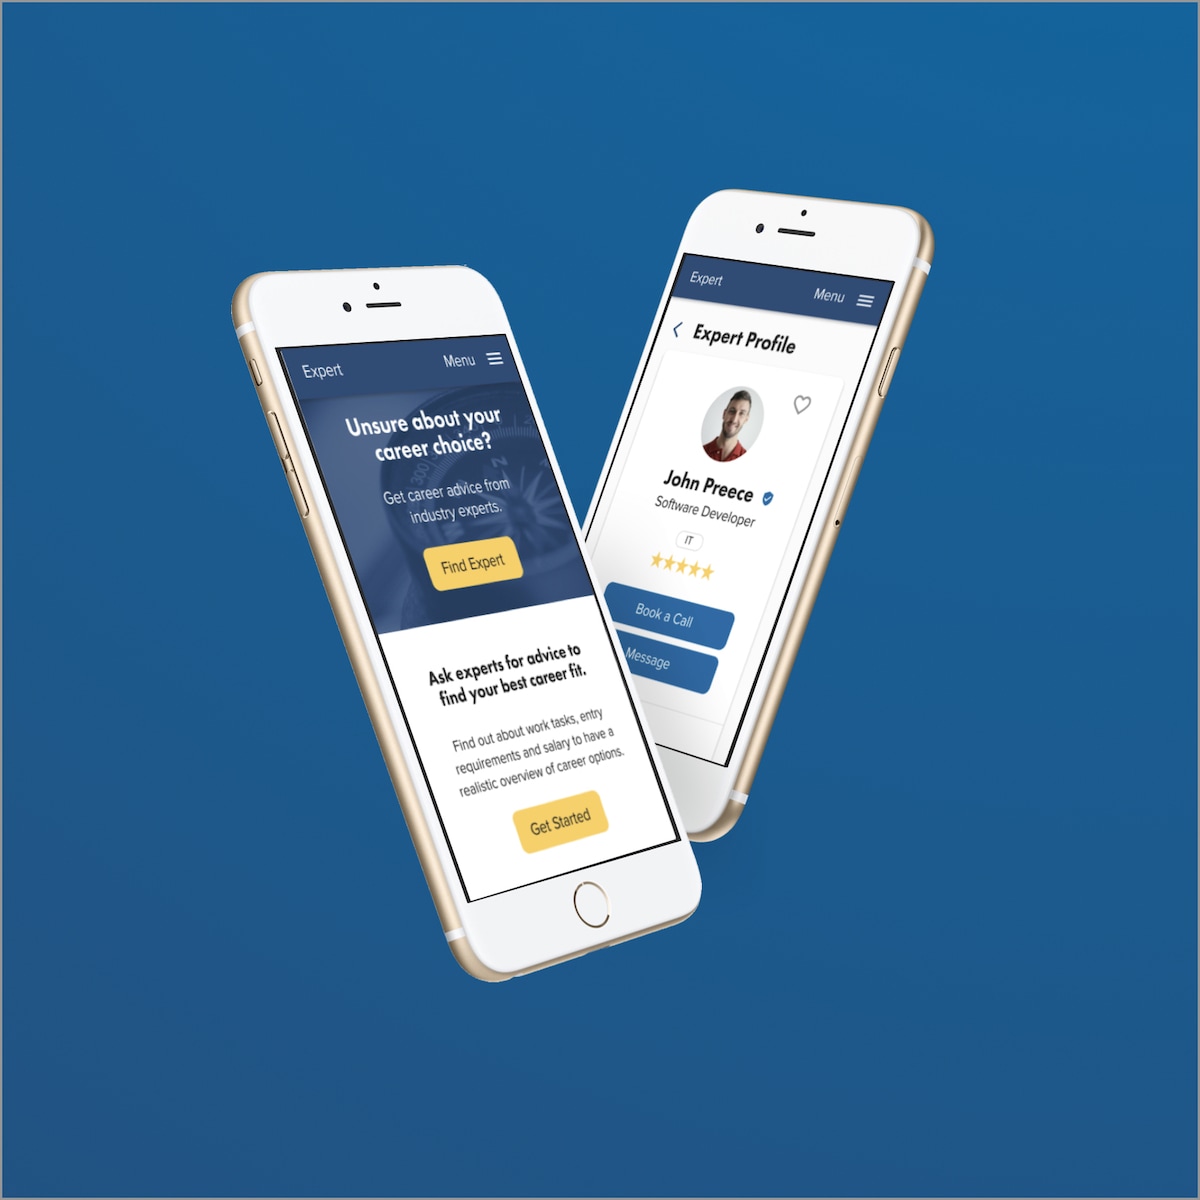 Expert
Menu
Unsure about your
career choice?
Get career advice from
industry experts.
Find Expert
Ask experts for advice to
find your best career fit.
Find out about work tasks, entry
requirements and salary to have a
realistic overview of career options.
Get Started
Expert
Menu
Expert Profile
John Preece
Software Developer
IT
Book a Call
Message
300
N
W